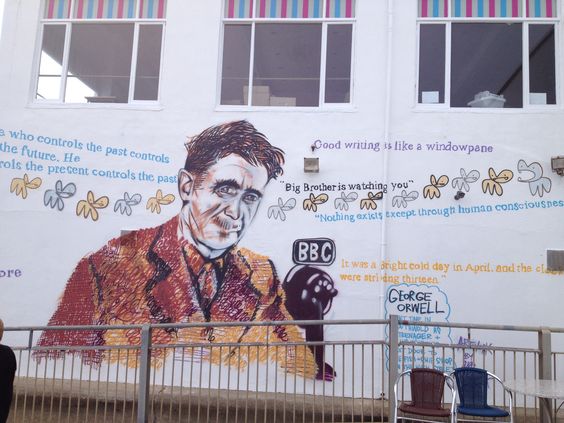 e who controls the past controls
the future. He
rols the present controls the past
Good writing is like a windowpane
"Big Brother is watching you"
"Nothing exists except through human consciousness
BBC
It was a bright cold day in April, and the cloc
were striking thirteen"
ore
GEORGE
ORWELL
TEENAGER +